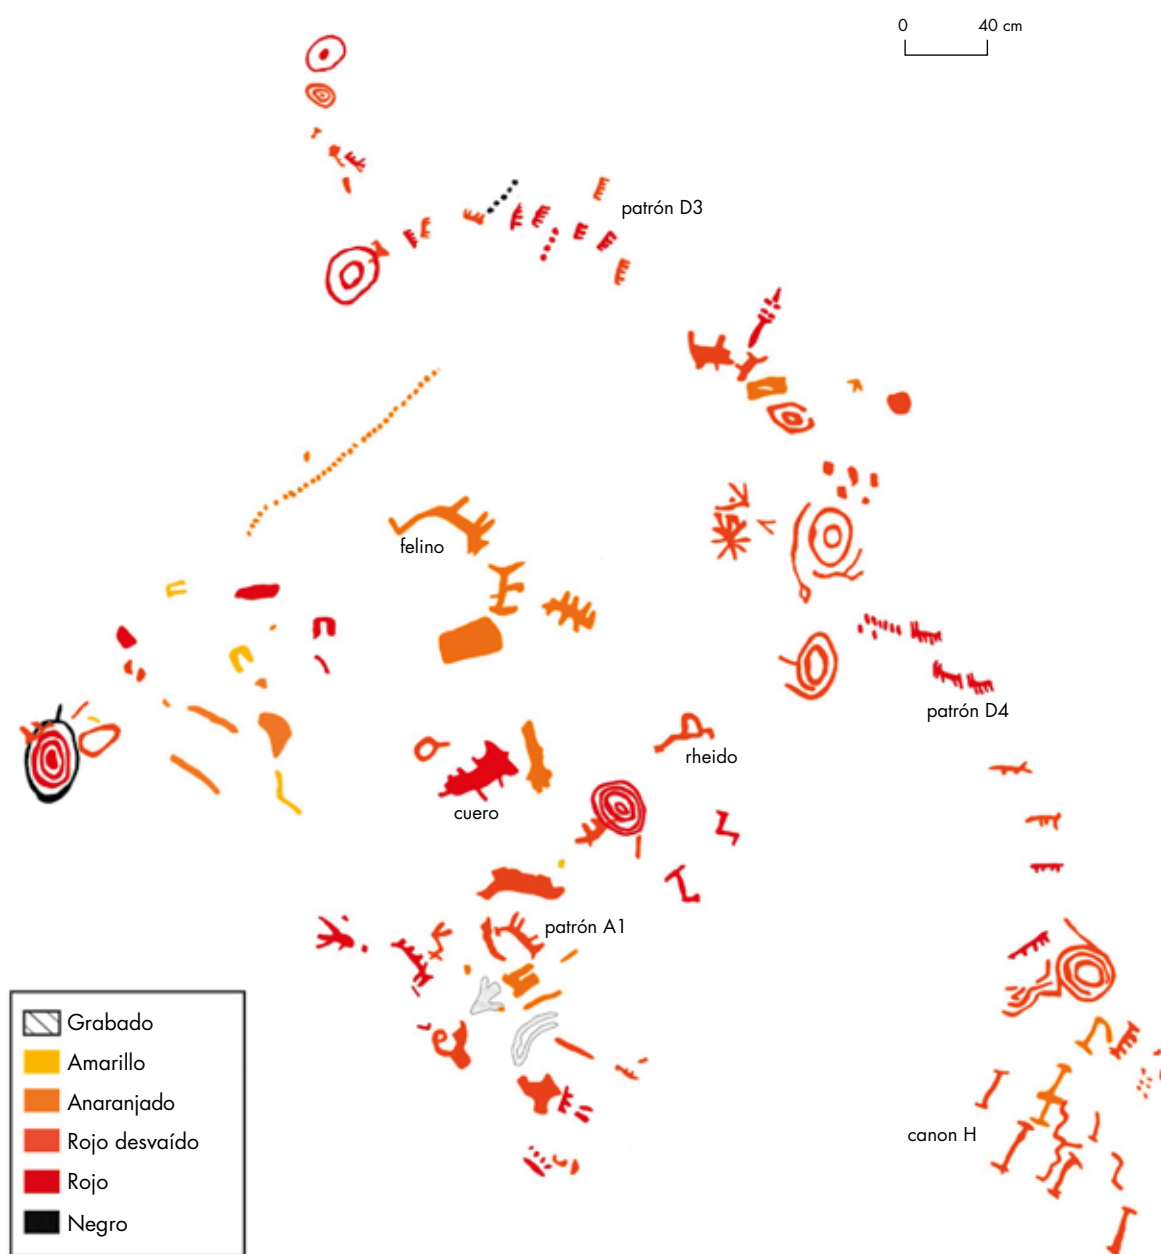 0 40 cm
patrón D3
felino
patrón D4
rheido
cuero
patrón A1
canon H
Grabado
Amarillo
Anaranjado
Rojo desvaído
Rojo
Negro